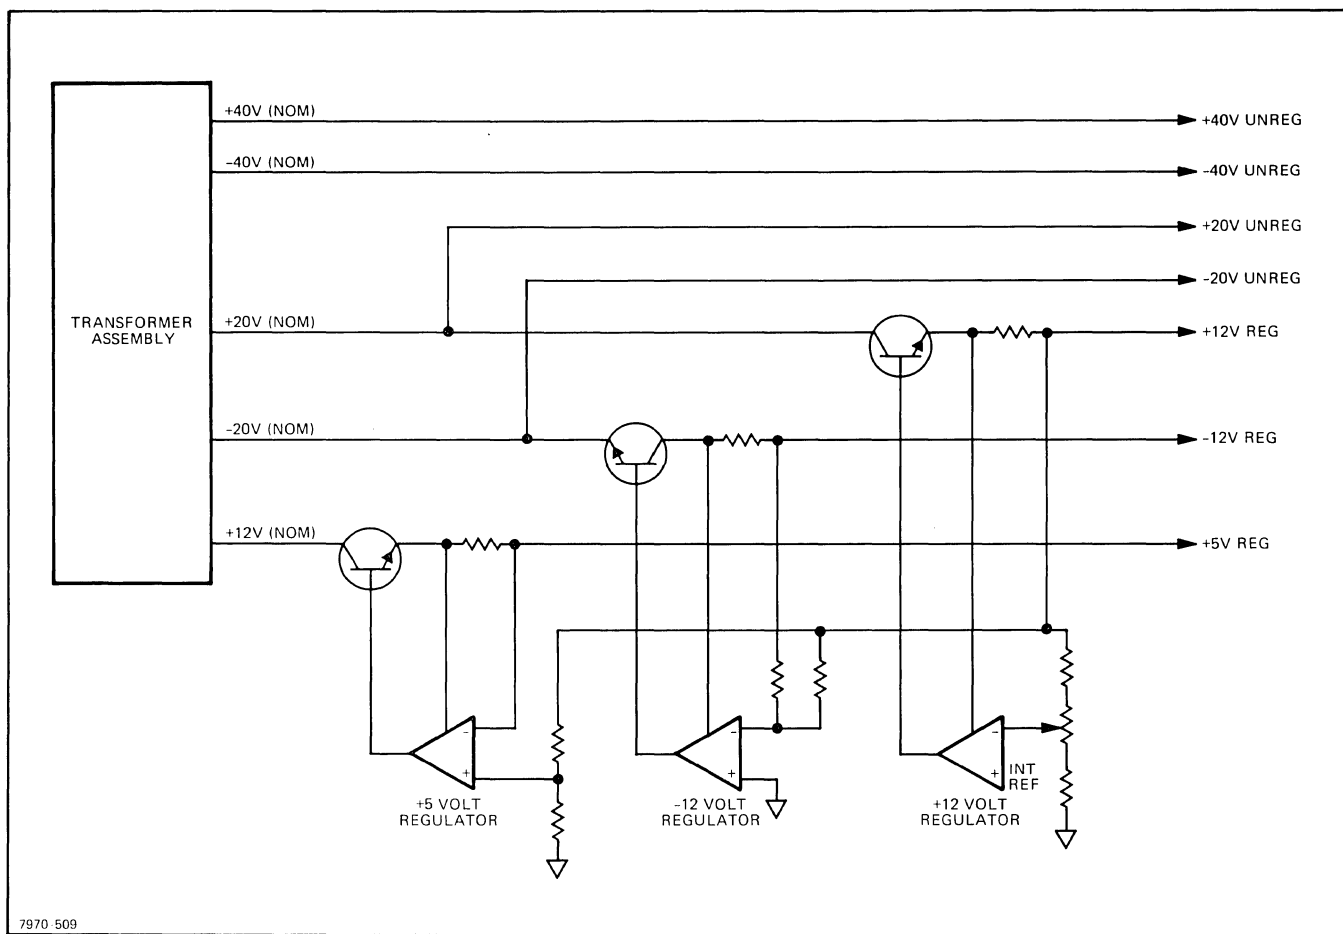 +40V (NOM)
+40V UNREG
-40V (NOM)
-40V UNREG
+20V UNREG
-20V UNREG
TRANSFORMER
ASSEMBLY
+20V (NOM)
+12V REG
-20V (NOM)
-12V REG
+12V (NOM)
+5V REG
-
+
+5 VOLT
REGULATOR
-
+
-12 VOLT
REGULATOR
-
+
INT
REF
+12 VOLT
REGULATOR
7970-509